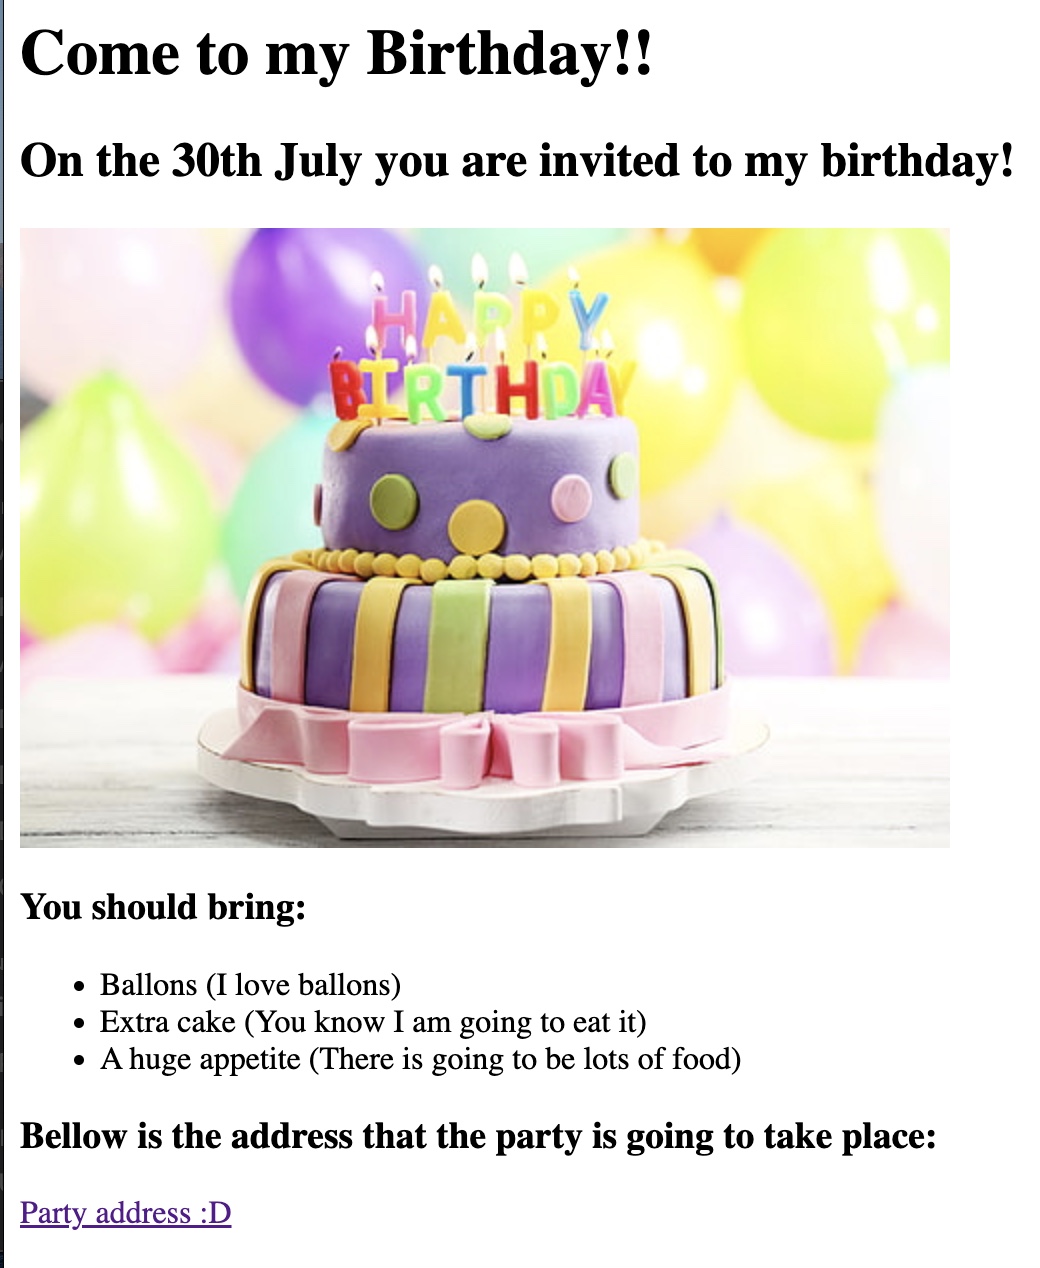 Come to my Birthday!!
On the 30th July you are invited to my birthday!
HAPPY
BIRTHDAY
You should bring:
• Ballons (I love ballons)
• Extra cake (You know I am going to eat it)
• A huge appetite (There is going to be lots of food)
Bellow is the address that the party is going to take place:
Party address :D